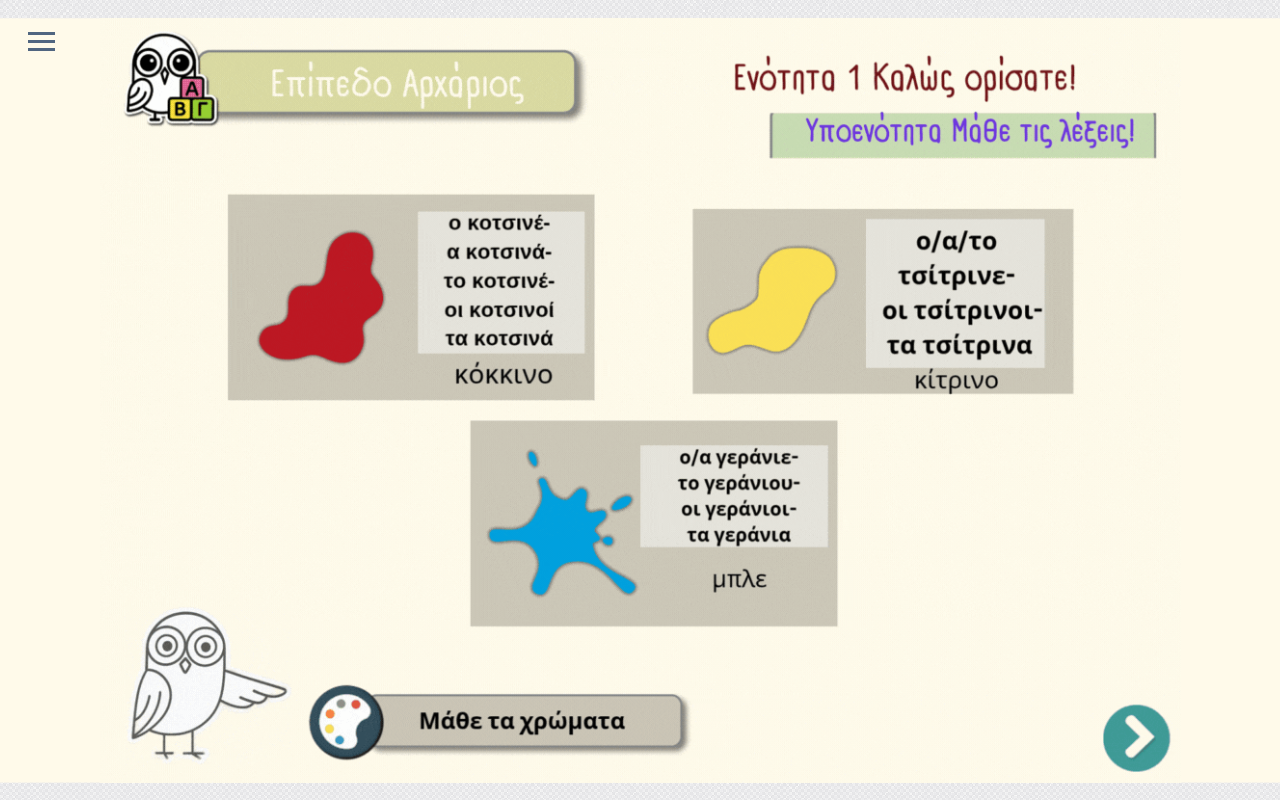 Επίπεδο Αρχάριος
Ενότητα 1 Καλώς ορίσατε!
Υποενότητα Μάθε τις λέξεις!
ο κοτσινέ-
α κοτσινά-
το κοτσινέ-
οι κοτσινοί
τα κοτσινά
κόκκινο
ο/α/το
τσίτρινε-
οι τσίτρινοι-
τα τσίτρινα
κίτρινο
ο/α γεράνιε-
το γεράνιου-
οι γεράνιοι-
τα γεράνια
μπλε
Μάθε τα χρώματα
Α
Β Γ